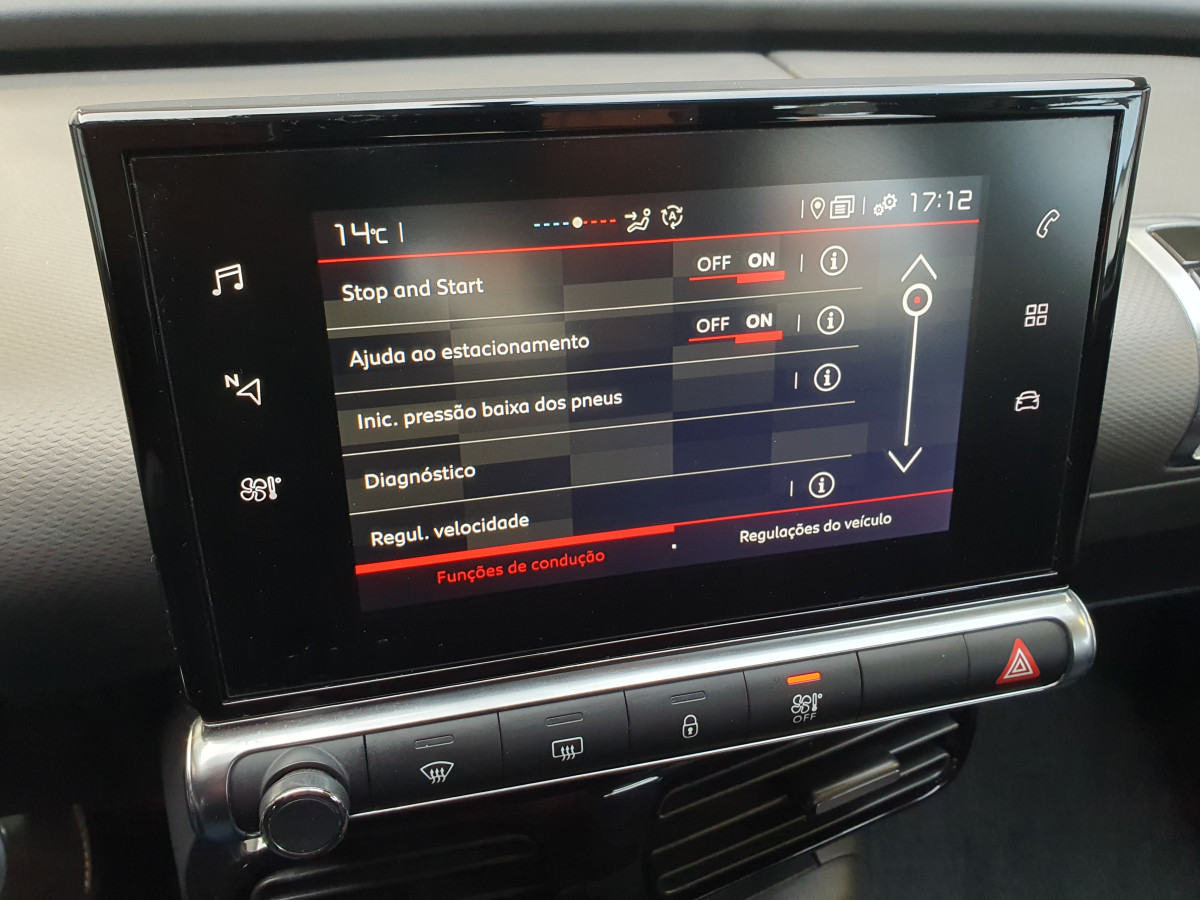 14°C
A
17:12
Stop and Start
OFF ON
i
Ajuda ao estacionamento
OFF ON
i
Inic. pressão baixa dos pneus
i
Diagnóstico
Regul. velocidade
i
Funções de condução
Regulações do veículo
N
OFF